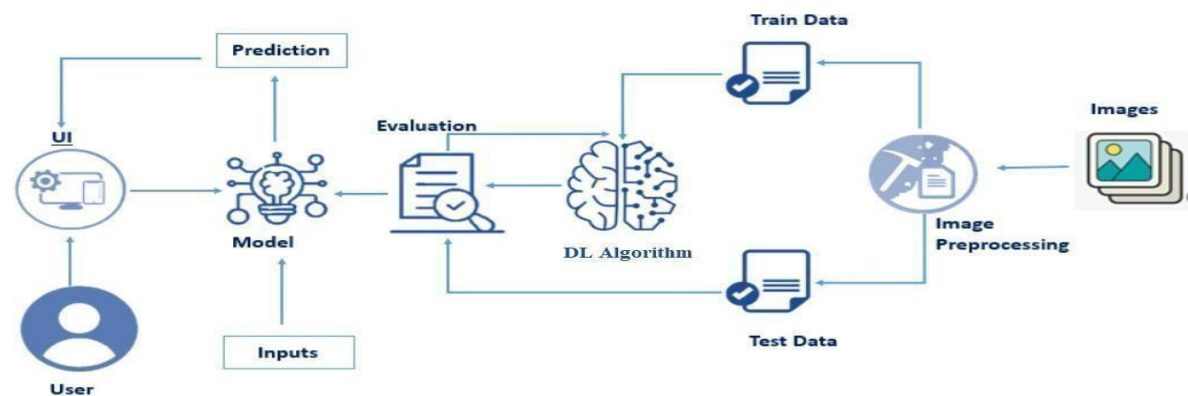 Train Data
Prediction
Images
Evaluation
UI
Image
Preprocessing
Model
DL Algorithm
Test Data
Inputs
User